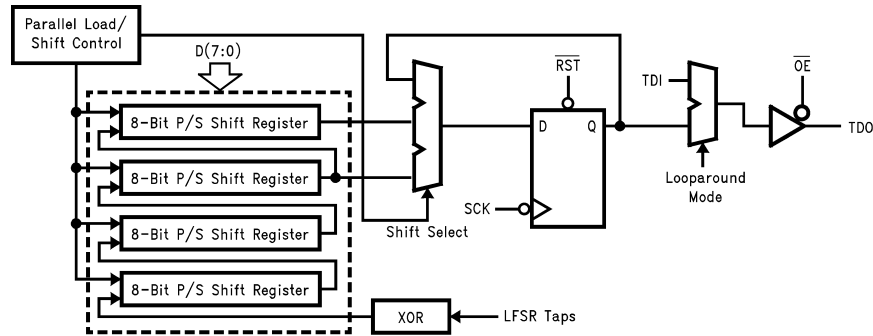 Parallel Load/
Shift Control
D(7:0)
8-Bit P/S Shift Register
8-Bit P/S Shift Register
8-Bit P/S Shift Register
8-Bit P/S Shift Register
XOR
LFSR Taps
Shift Select
RST
D Q
SCK
TDI
Looparound
Mode
OE
TDO